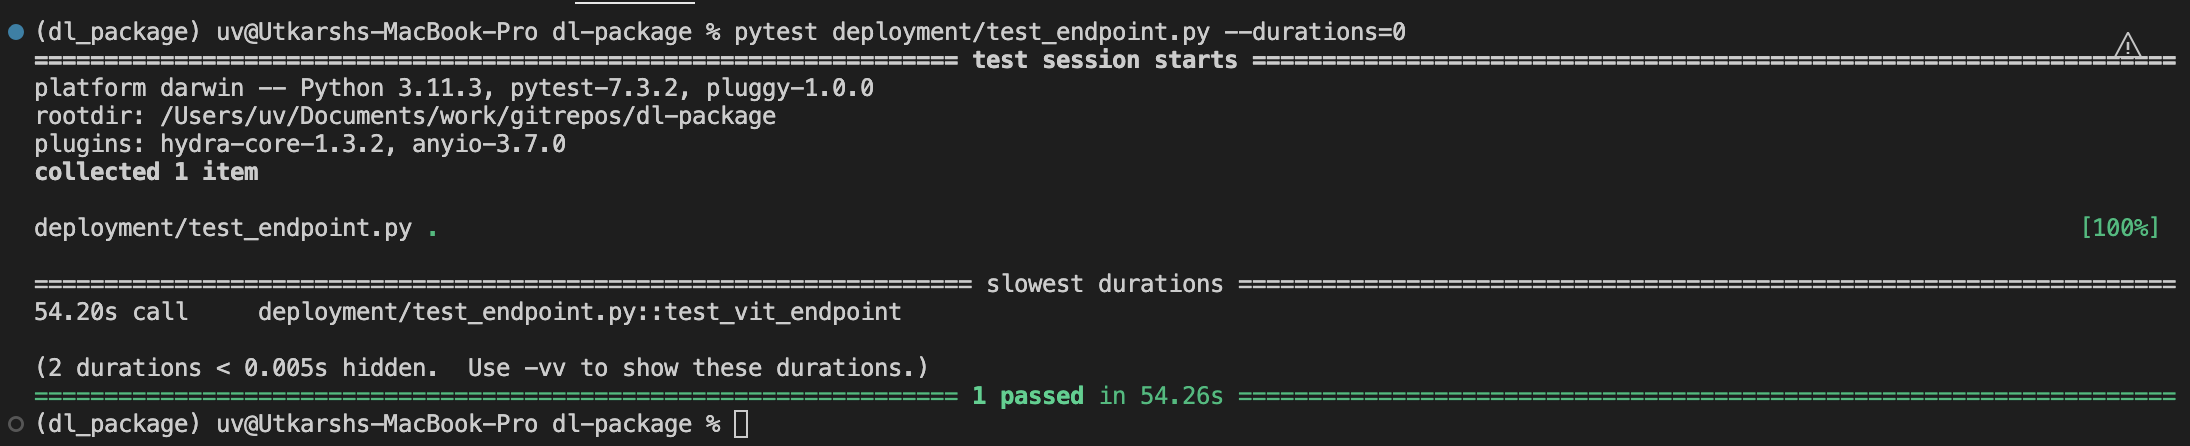 (dl_package) uv@Utkarshs-MacBook-Pro dl-package % pytest deployment/test_endpoint.py --durations=0
================================================================== test session starts ==================================================================
platform darwin -- Python 3.11.3, pytest-7.3.2, pluggy-1.0.0
rootdir: /Users/uv/Documents/work/gitrepos/dl-package
plugins: hydra-core-1.3.2, anyio-3.7.0
collected 1 item

deployment/test_endpoint.py . [100%]

=================================================================== slowest durations ===================================================================
54.20s call     deployment/test_endpoint.py::test_vit_endpoint

(2 durations < 0.005s hidden.  Use -vv to show these durations.)
================================================================== 1 passed in 54.26s ===================================================================
(dl_package) uv@Utkarshs-MacBook-Pro dl-package %